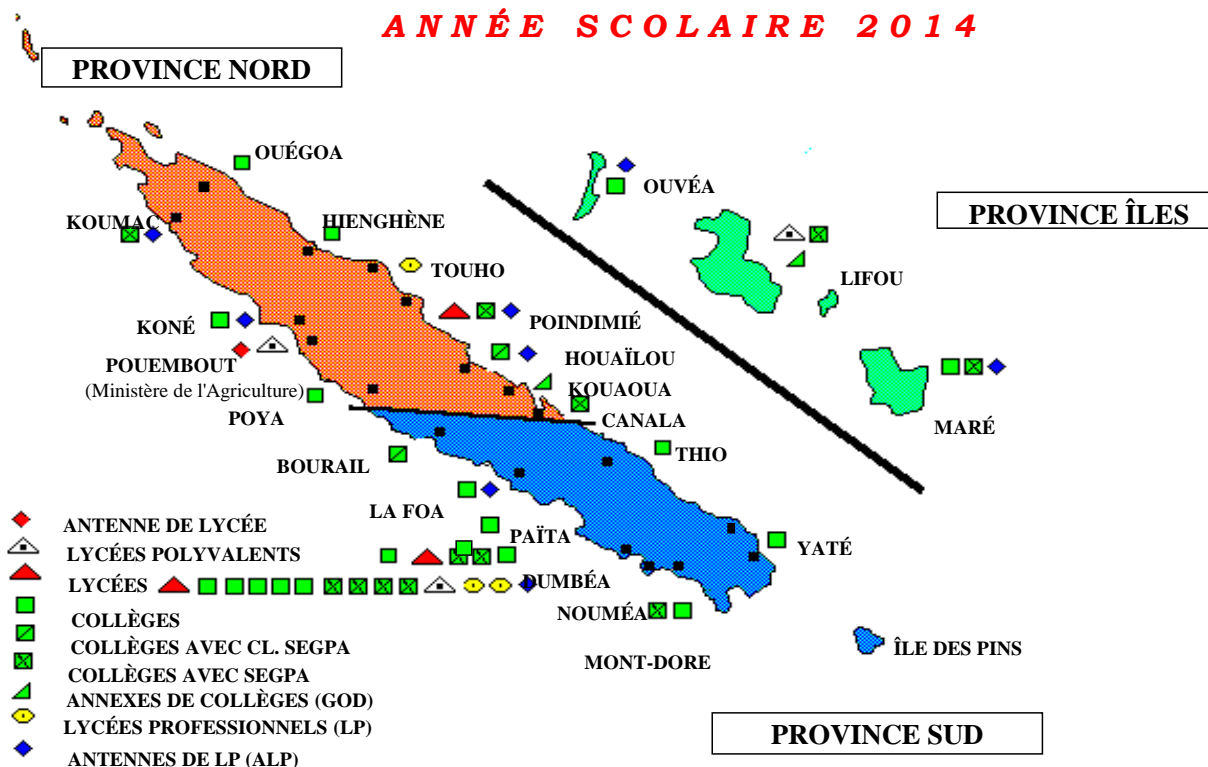 ANNÉE SCOLAIRE 2014
PROVINCE NORD
OUÉGOA
OUVÉA
KOUMAC
HIENGHÈNE
PROVINCE ÎLES
TOUHO
LIFOU
KONÉ
POINDIMIÉ
POUEMBOUT
HOUAÏLOU
(Ministère de l'Agriculture)
KOUAOUA
POYA
CANALA
MARÉ
BOURAIL
THIO
LA FOA
PAÏTA
YATÉ
DUMBÉA
NOUMÉA
ÎLE DES PINS
MONT-DORE
ANTENNE DE LYCÉE
LYCÉES POLYVALENTS
LYCÉES
COLLÈGES
COLLÈGES AVEC CL. SEGPA
COLLÈGES AVEC SEGPA
ANNEXES DE COLLÈGES (GOD)
LYCÉES PROFESSIONNELS (LP)
ANTENNES DE LP (ALP)
PROVINCE SUD